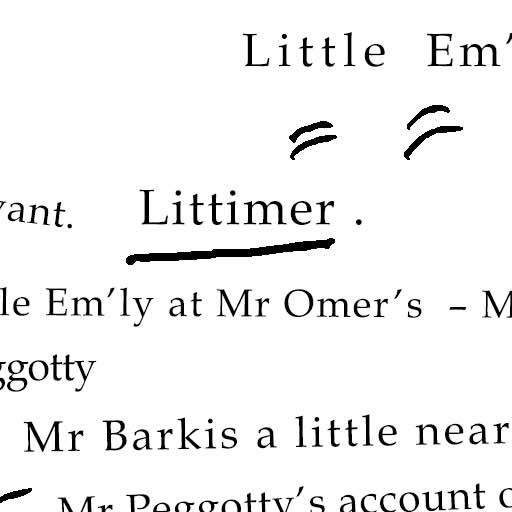 Little Em'
vant. Littimer .
le Em'ly at Mr Omer's – M
ggotty
Mr Barkis a little near
Mr Peggotty's account o